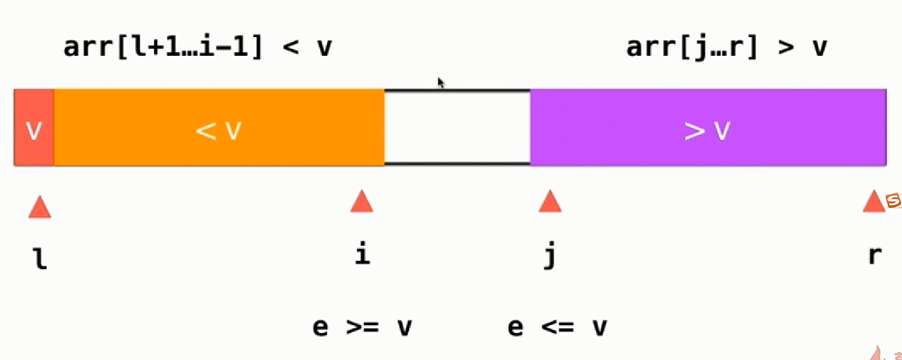 arr[l+1…i-1] < v arr[j…r] > v
v < v > v
l i j r
e >= v e <= v